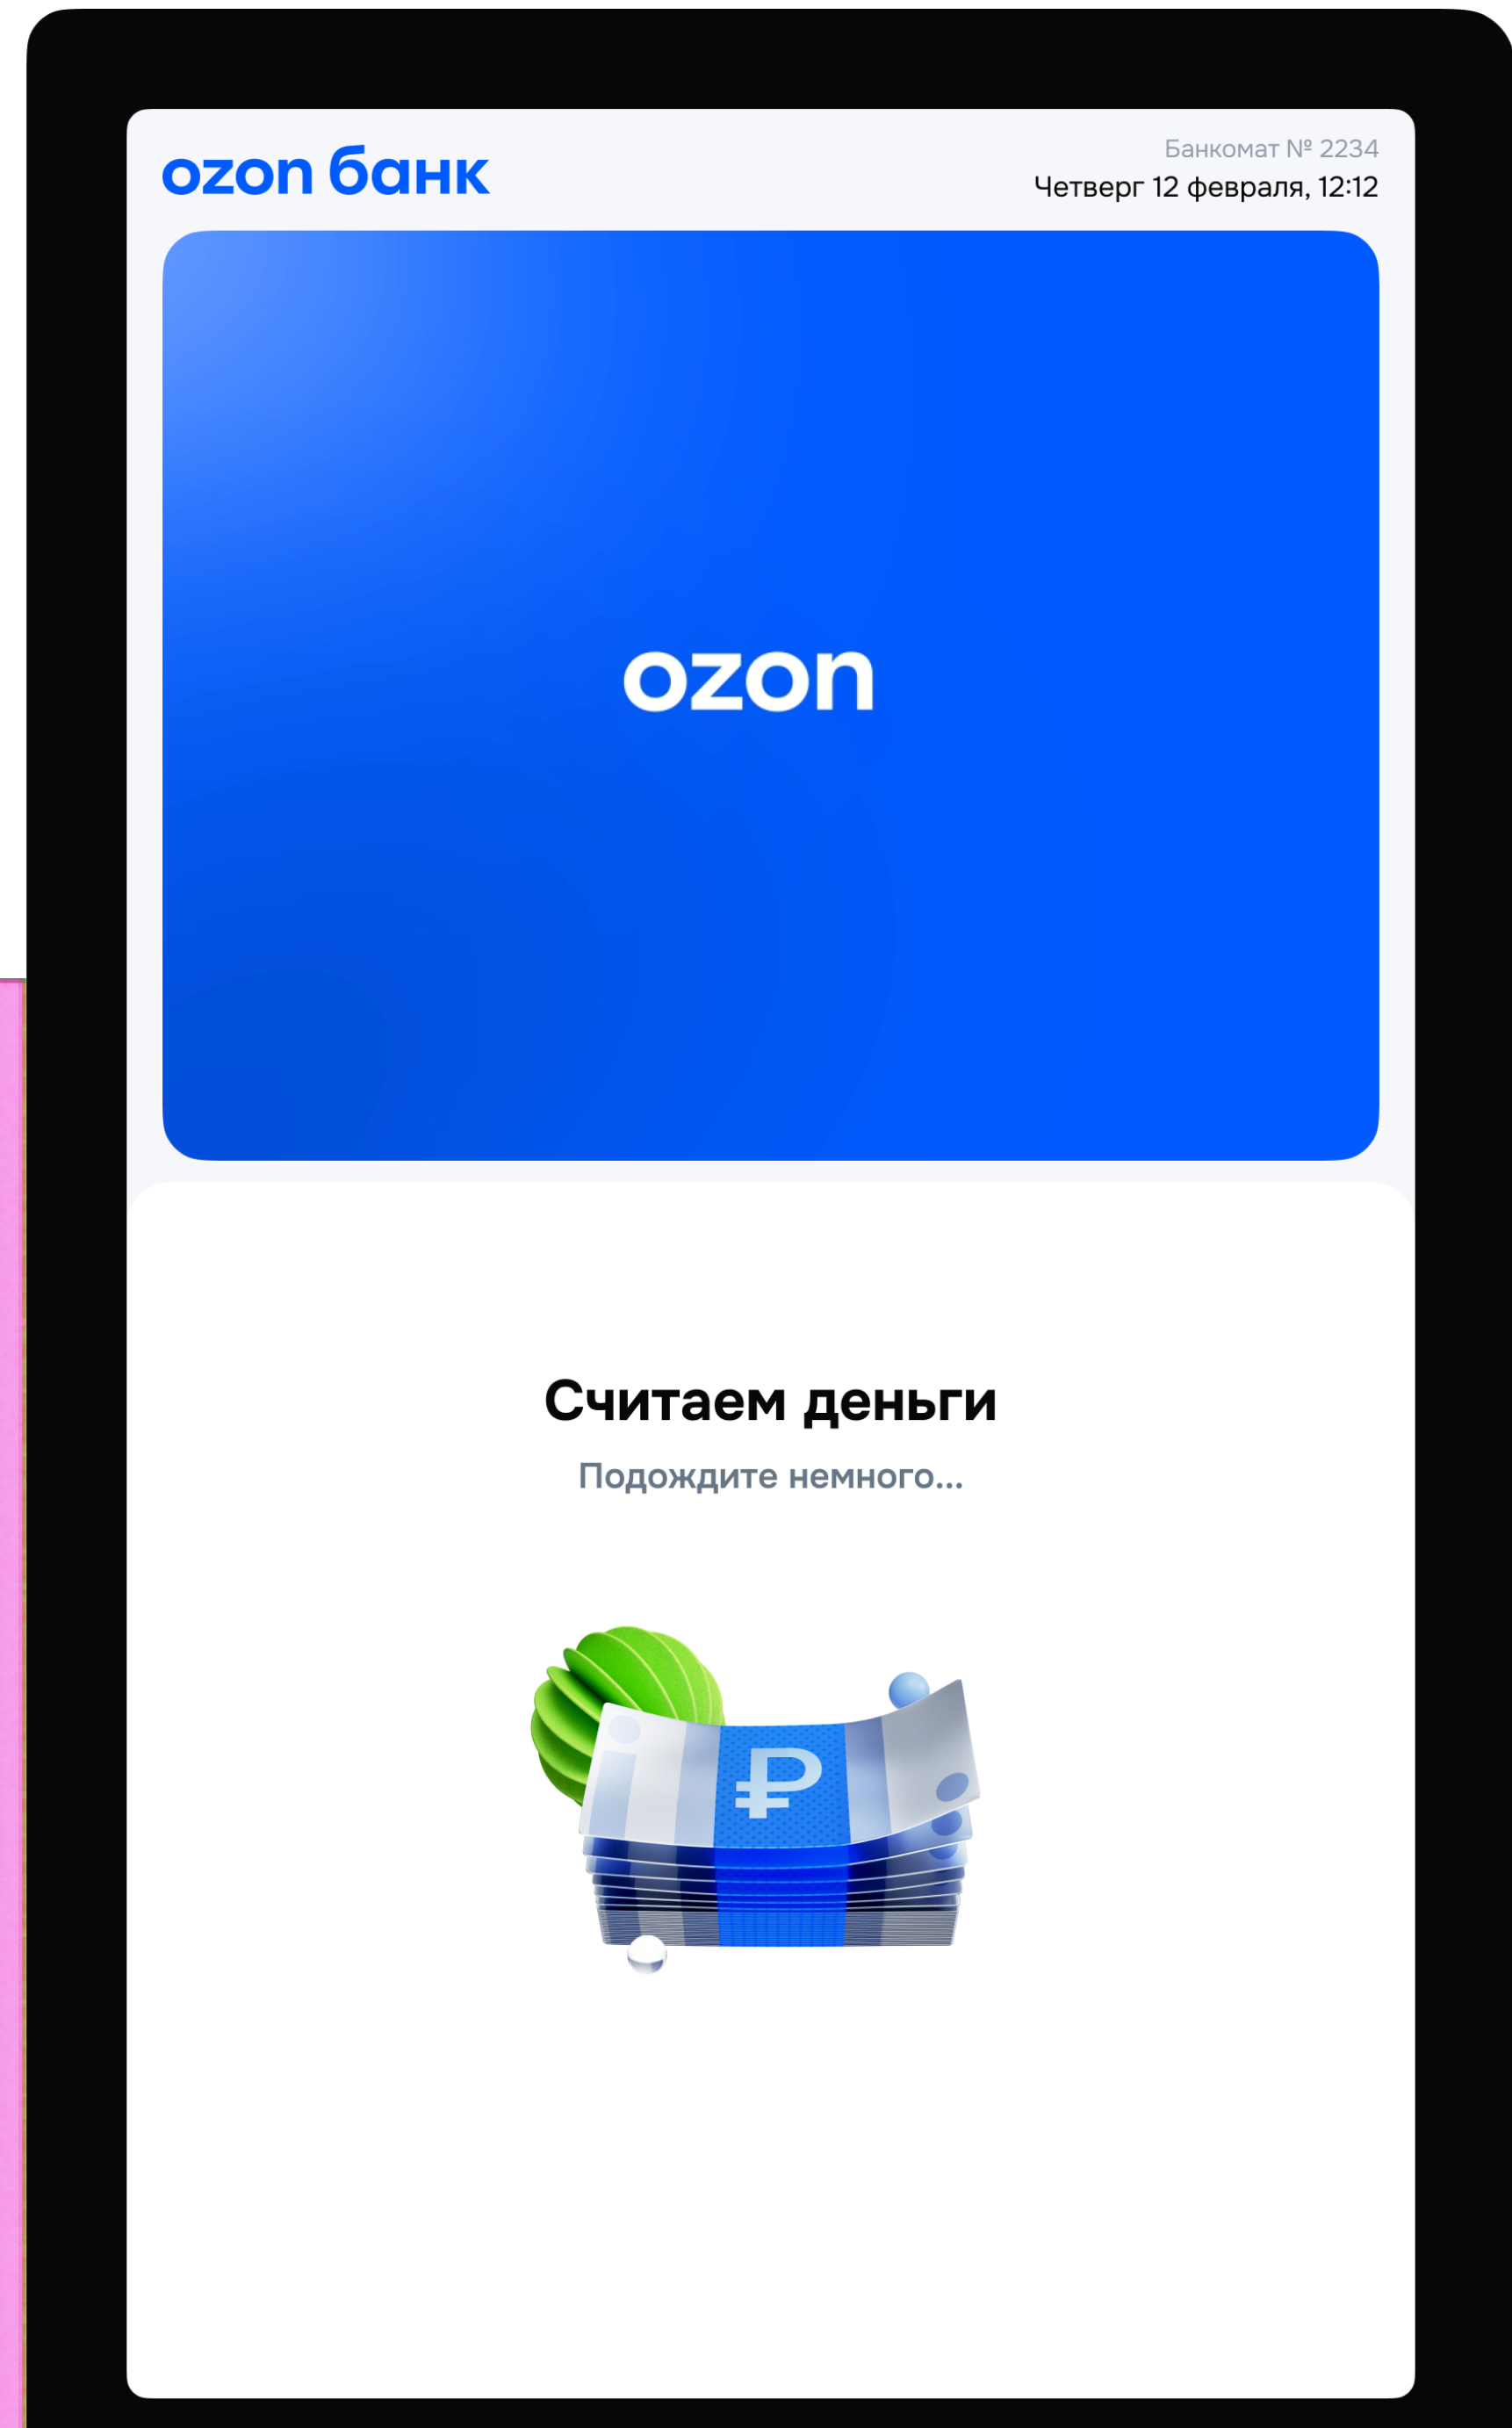 ozon банк
Банкомат № 2234
Четверг 12 февраля, 12:12
ozon
Считаем деньги
Подождите немного...
₽